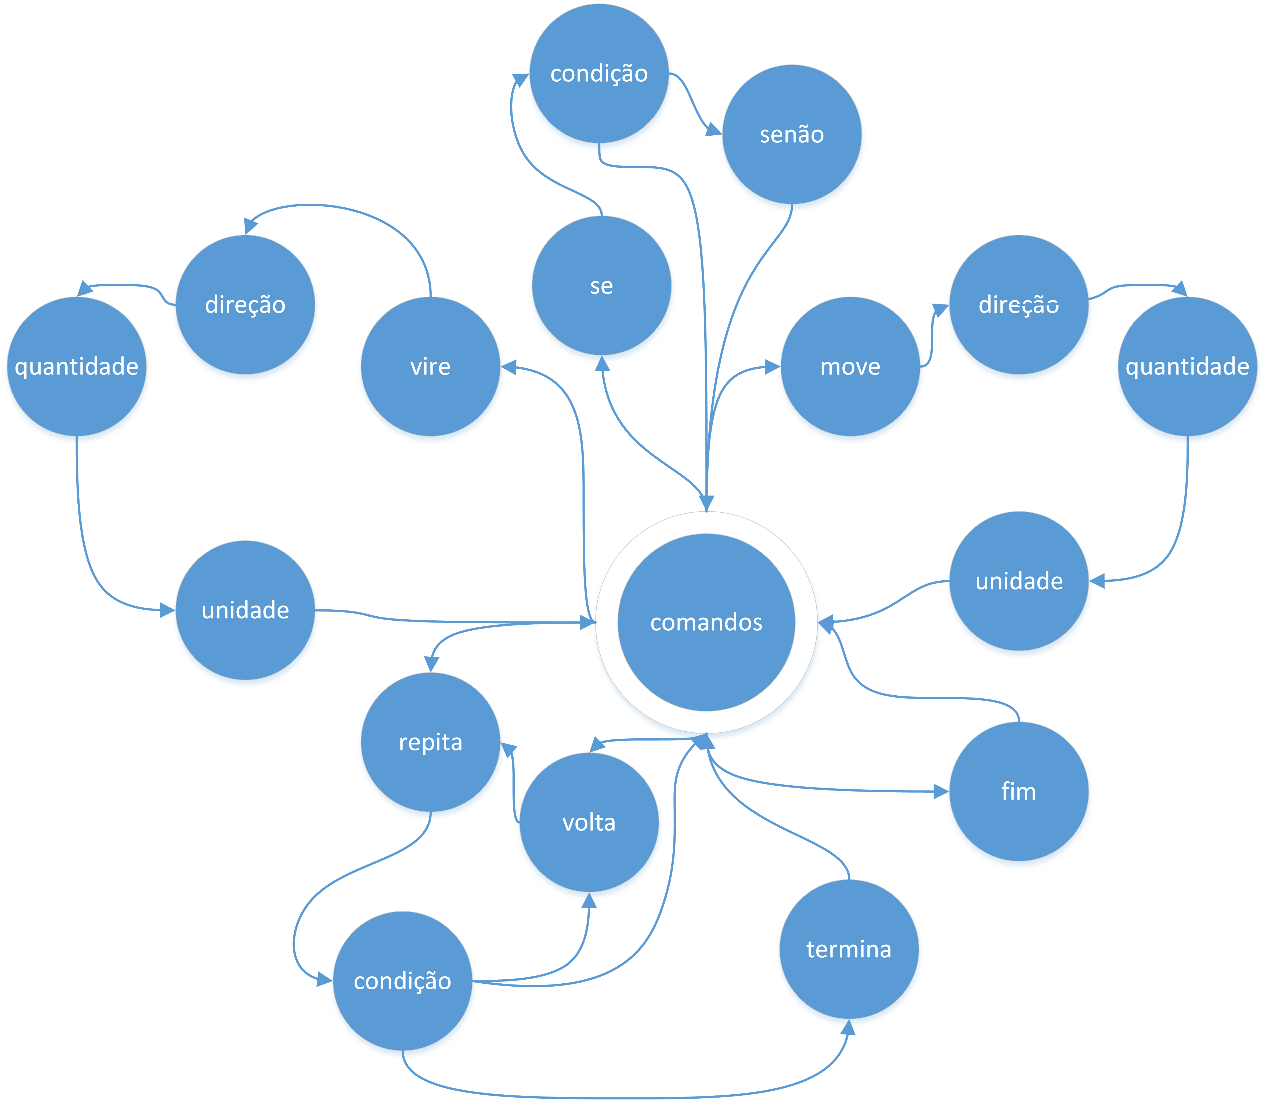 condição
senão
se
direção
direção
quantidade
vire
move
quantidade
unidade
unidade
comandos
repita
volta
fim
termina
condição